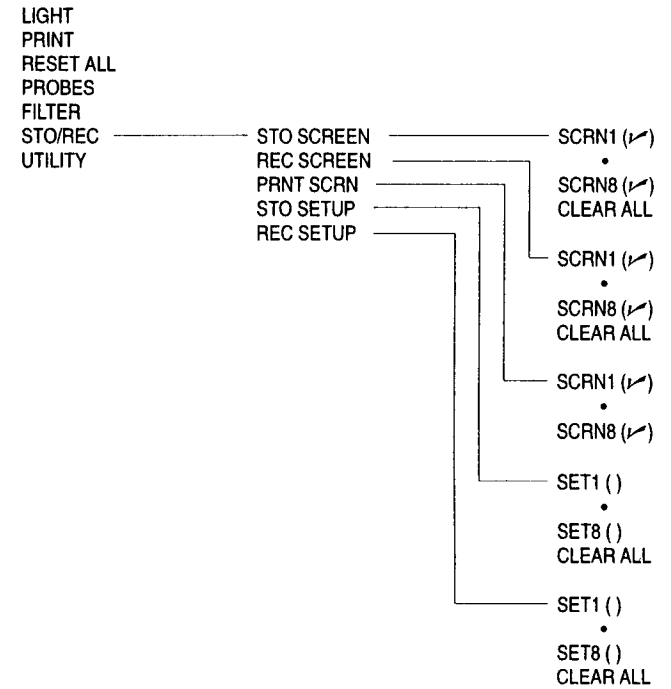 LIGHT
PRINT
RESET ALL
PROBES
FILTER
STO/REC
UTILITY
STO SCREEN
REC SCREEN
PRNT SCRN
STO SETUP
REC SETUP
SCRN1 (✓)
•
SCRN8 (✓)
CLEAR ALL
SCRN1 (✓)
•
SCRN8 (✓)
CLEAR ALL
SCRN1 (✓)
•
SCRN8 (✓)
SET1 ( )
•
SET8 ( )
CLEAR ALL
SET1 ( )
•
SET8 ( )
CLEAR ALL